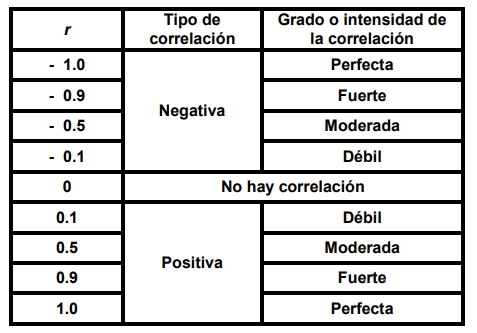 r Tipo de correlación Grado o intensidad de la correlación
- 1.0 Negativa Perfecta
- 0.9 Fuerte
- 0.5 Moderada
- 0.1 Débil
0 No hay correlación
0.1 Positiva Débil
0.5 Moderada
0.9 Fuerte
1.0 Perfecta